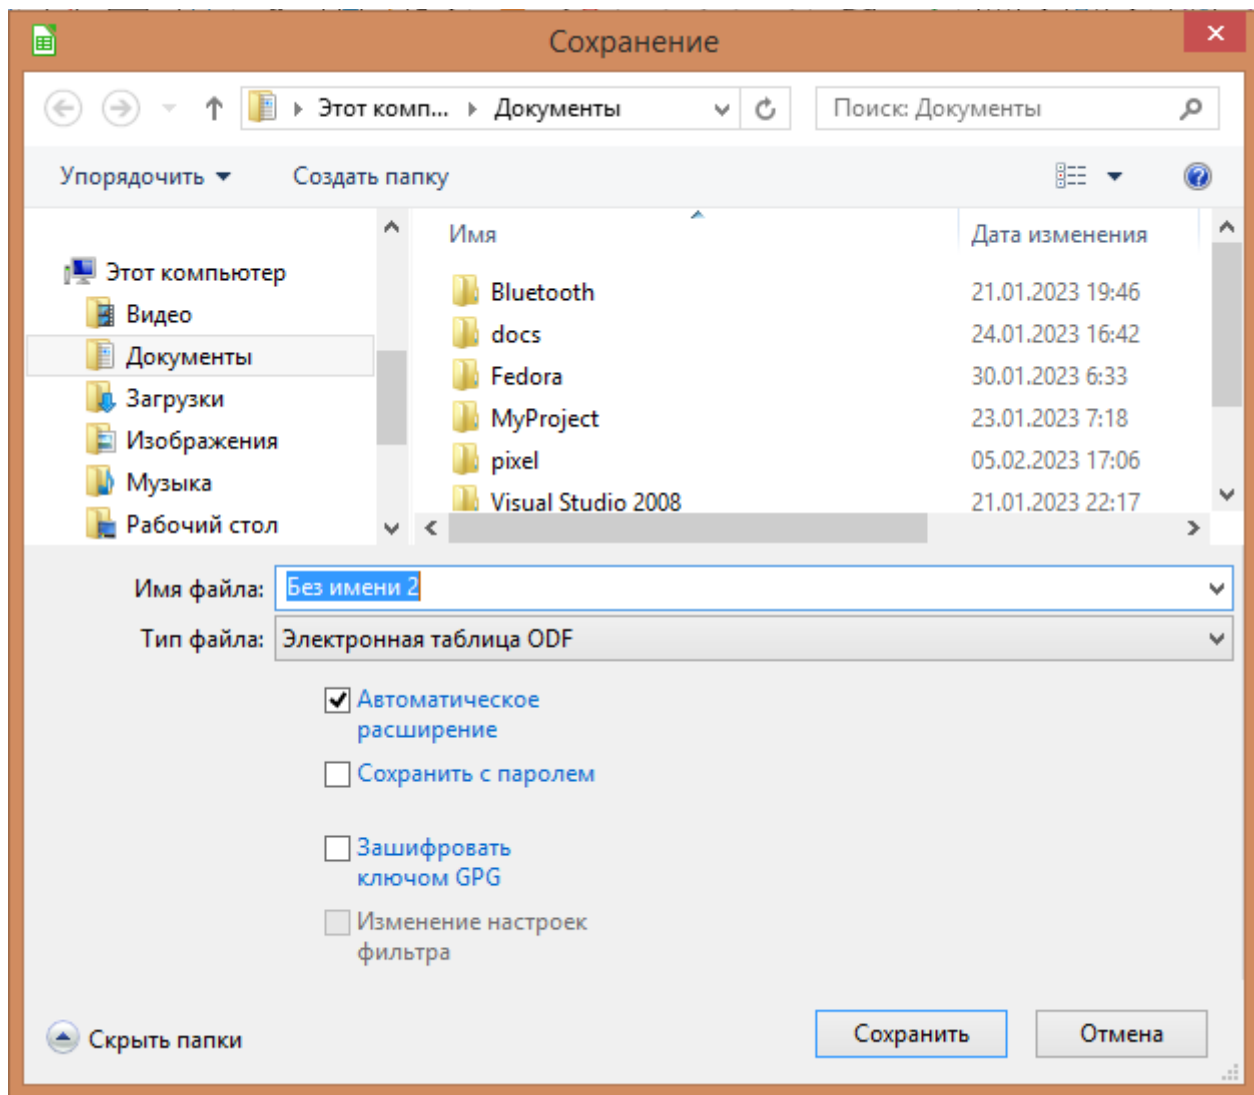 Сохранение
Этот комп... Документы
Поиск: Документы
Упорядочить
Создать папку
Имя
Дата изменения
Этот компьютер
Видео
Документы
Загрузки
Изображения
Музыка
Рабочий стол
Bluetooth 21.01.2023 19:46
docs 24.01.2023 16:42
Fedora 30.01.2023 6:33
MyProject 23.01.2023 7:18
pixel 05.02.2023 17:06
Visual Studio 2008 21.01.2023 22:17
Имя файла: Без имени 2
Тип файла: Электронная таблица ODF
Автоматическое
расширение
Сохранить с паролем
Зашифровать
ключом GPG
Изменение настроек
фильтра
Скрыть папки
Сохранить
Отмена